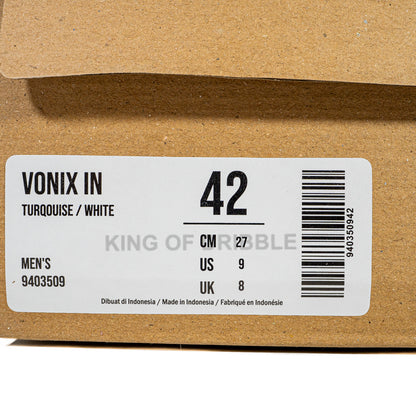 VONIX IN
TURQOUISE / WHITE
42
KING OF DRIBBLE
CM 27
US 9
UK 8
MEN'S
9403509
940350942
Dibuat di Indonesia / Made in Indonesia / Fabriqué en Indonésie